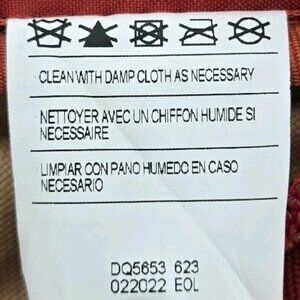 CLEAN WITH DAMP CLOTH AS NECESSARY
NETTOYER AVEC UN CHIFFON HUMIDE SI
NECESSAIRE
LIMPIAR CON PANO HUMEDO EN CASO
NECESARIO
DQ5653 623
022022 EOL